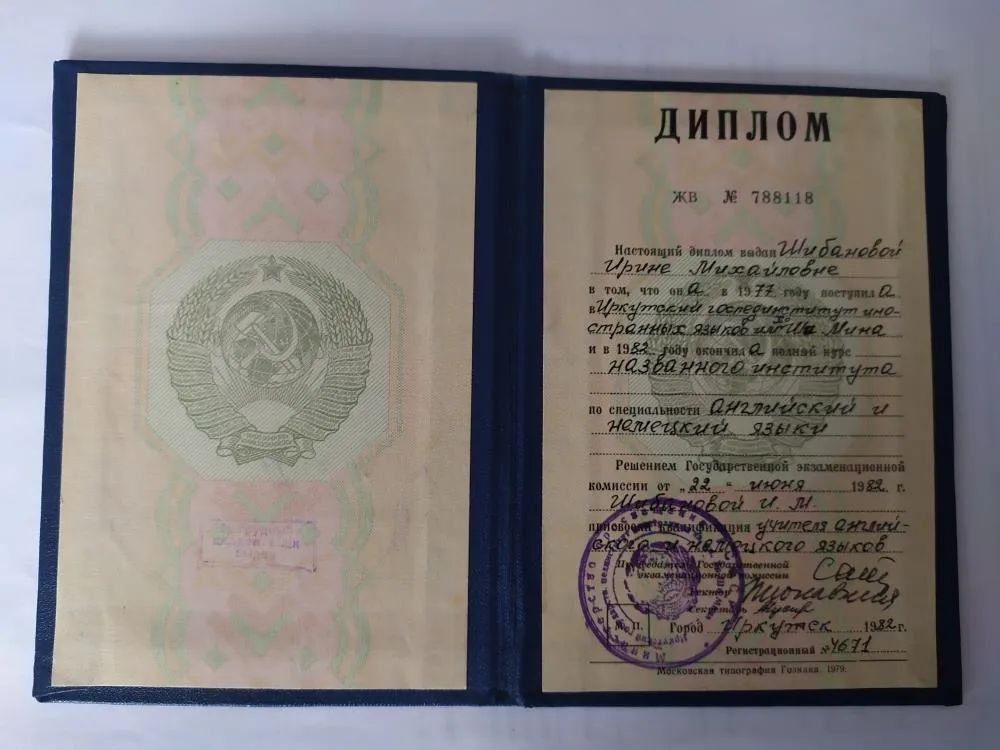 ДИПЛОМ
ЖВ № 788118
Настоящий диплом выдан Шибановой
Ирине Михайловне
в том, что она в 1977 году поступила
в Иркутский госпединститут ино-
странных языков им. Хо Ши Мина
и в 1982 году окончила полный курс
названного института
по специальности английский и
немецкий языки
Решением Государственной экзаменационной
комиссии от „22“ июня 1982 г.
Шибановой И. М.
присвоена квалификация учителя англий-
ского и немецкого языков
Председатель Государственной
экзаменационной комиссии
Ректор
Секретарь
М. П. Город Иркутск 1982 г.
Регистрационный № 4671
Московская типография Гознака. 1979.